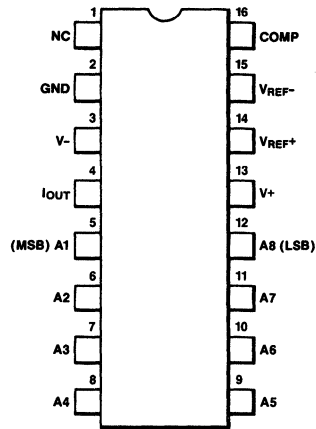 1 16
NC COMP
2 15
GND VREF−
3 14
V− VREF+
4 13
IOUT V+
5 12
(MSB) A1 A8 (LSB)
6 11
A2 A7
7 10
A3 A6
8 9
A4 A5